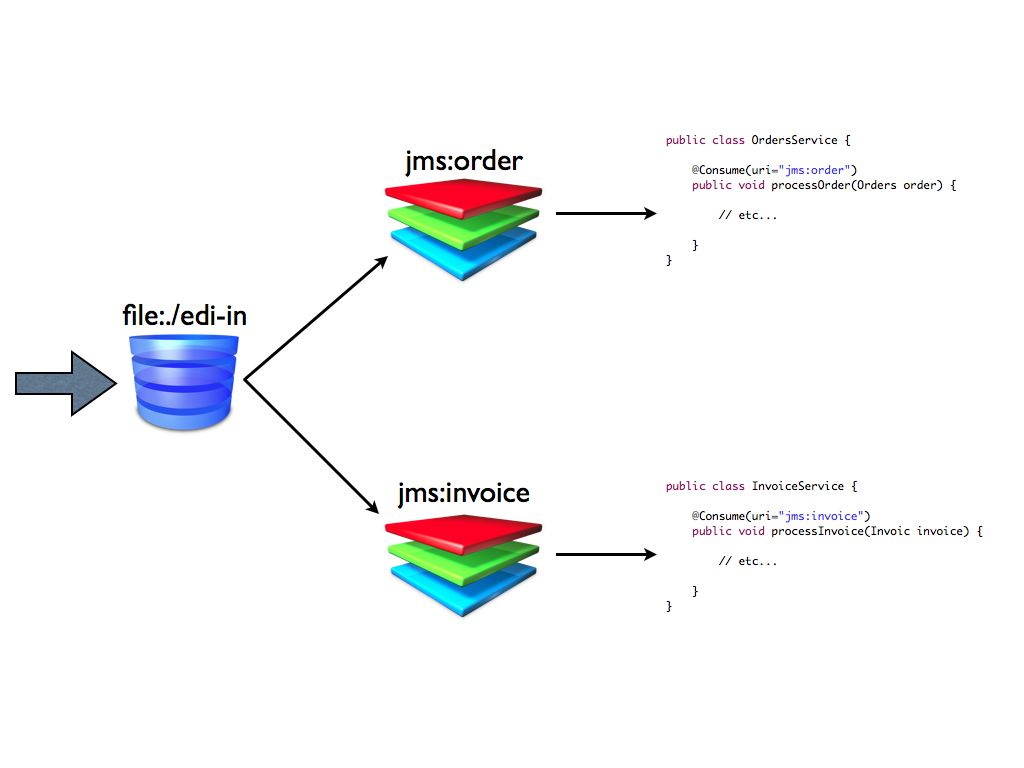 jms:order
public class OrdersService {
@Consume(uri="jms:order")
public void processOrder(Orders order) {
// etc...
}
}
file:./edi-in
jms:invoice
public class InvoiceService {
@Consume(uri="jms:invoice")
public void processInvoice(Invoic invoice) {
// etc...
}
}